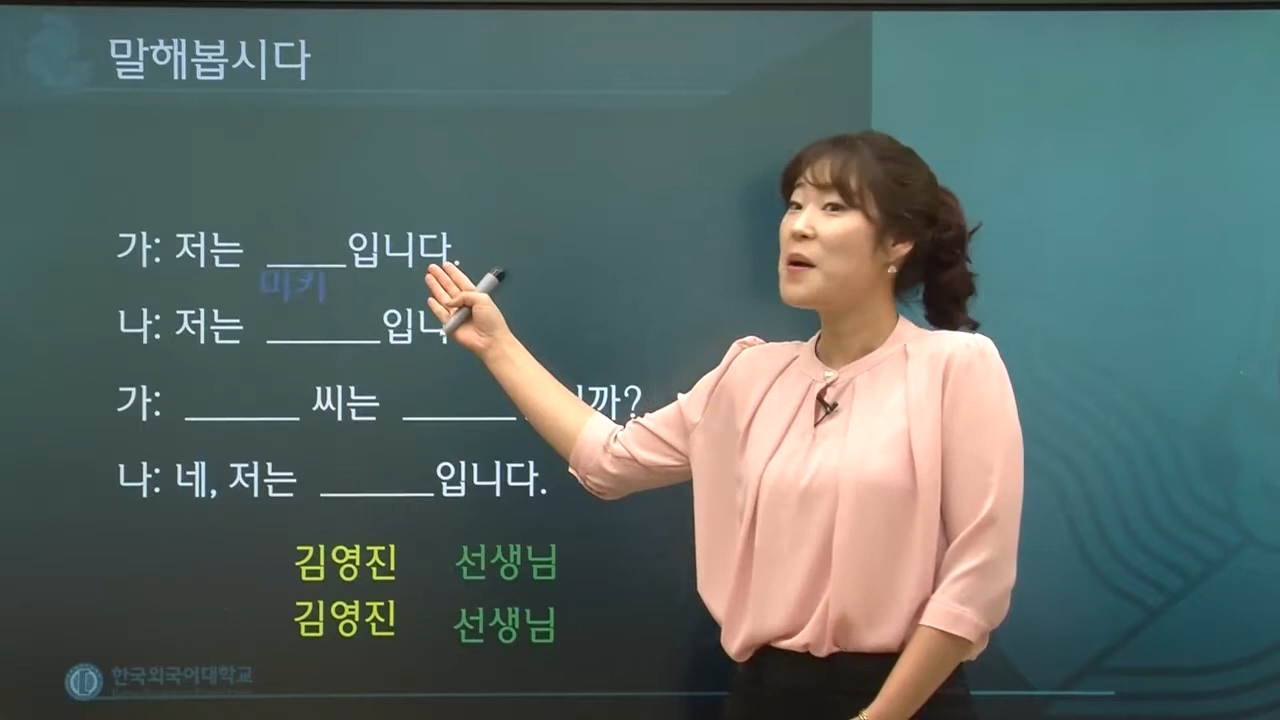 말해봅시다
가: 저는 _____입니다.
미키
나: 저는 _____입니
가: _____ 씨는 _____ 까?
나: 네, 저는 _____입니다.
김영진 선생님
김영진 선생님
한국외국어대학교